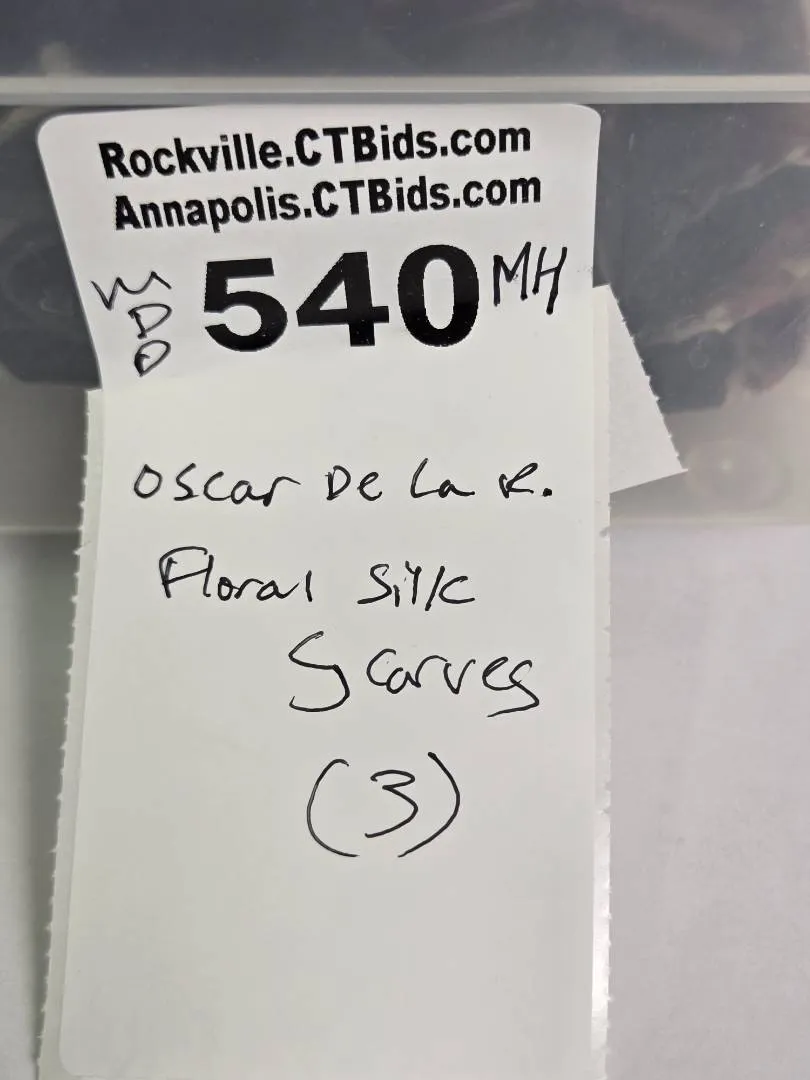 Rockville.CTBids.com
Annapolis.CTBids.com
540 MH
Oscar De La R.
Floral Silk
Scarves
(3)